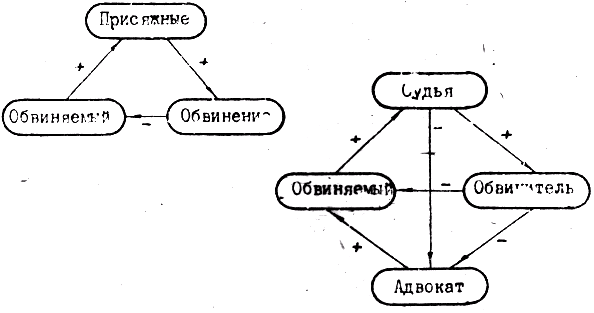 Присяжные
+ +
Обвиняемый - Обвинение
Судья
+ - +
Обвиняемый - Обвинитель
+ -
Адвокат